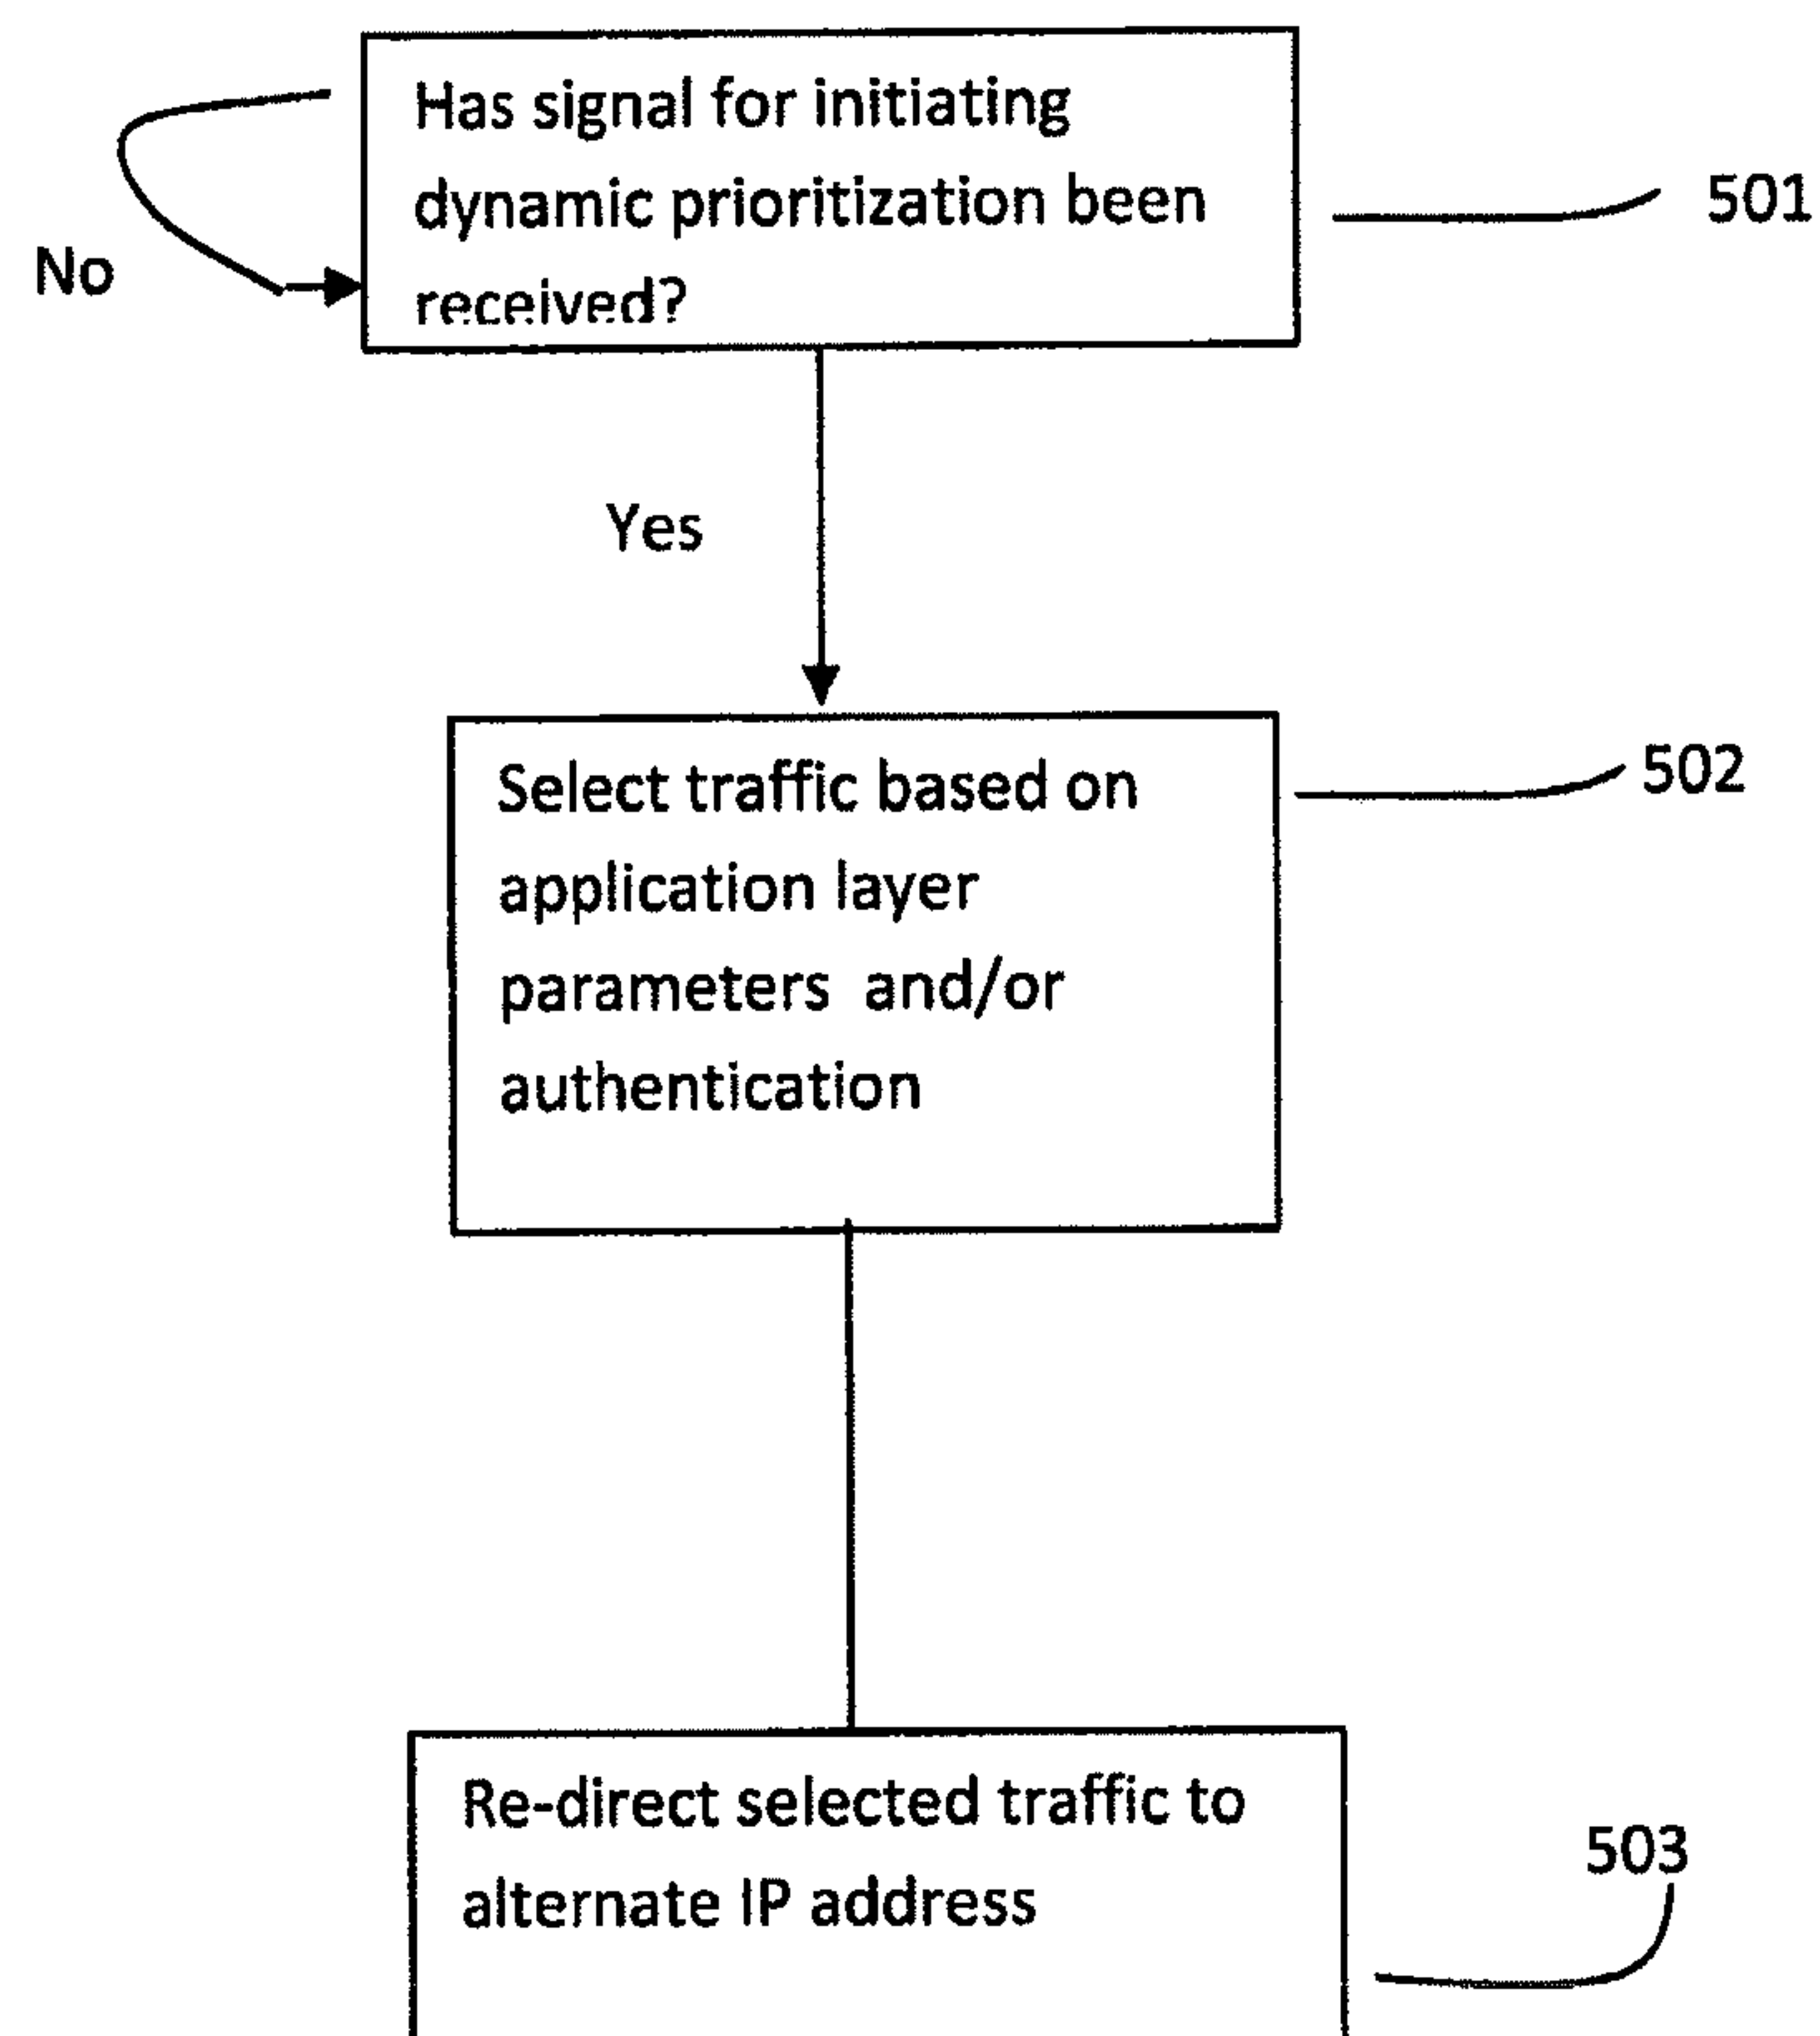 Has signal for initiating
dynamic prioritization been
received?
501
No
Yes
Select traffic based on
application layer
parameters and/or
authentication
502
Re-direct selected traffic to
alternate IP address
503